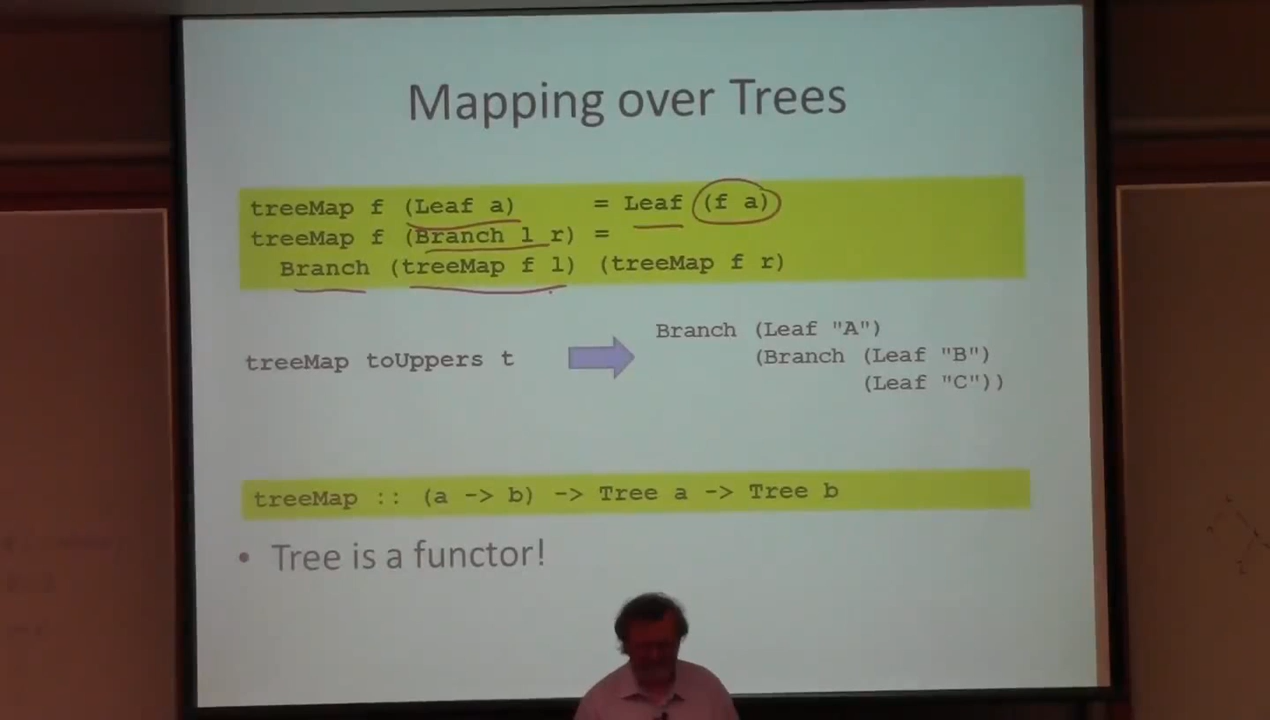 Mapping over Trees
treeMap f (Leaf a) = Leaf (f a)
treeMap f (Branch l r) =
Branch (treeMap f l) (treeMap f r)
treeMap toUppers t
Branch (Leaf "A")
(Branch (Leaf "B")
(Leaf "C"))
treeMap :: (a -> b) -> Tree a -> Tree b
• Tree is a functor!